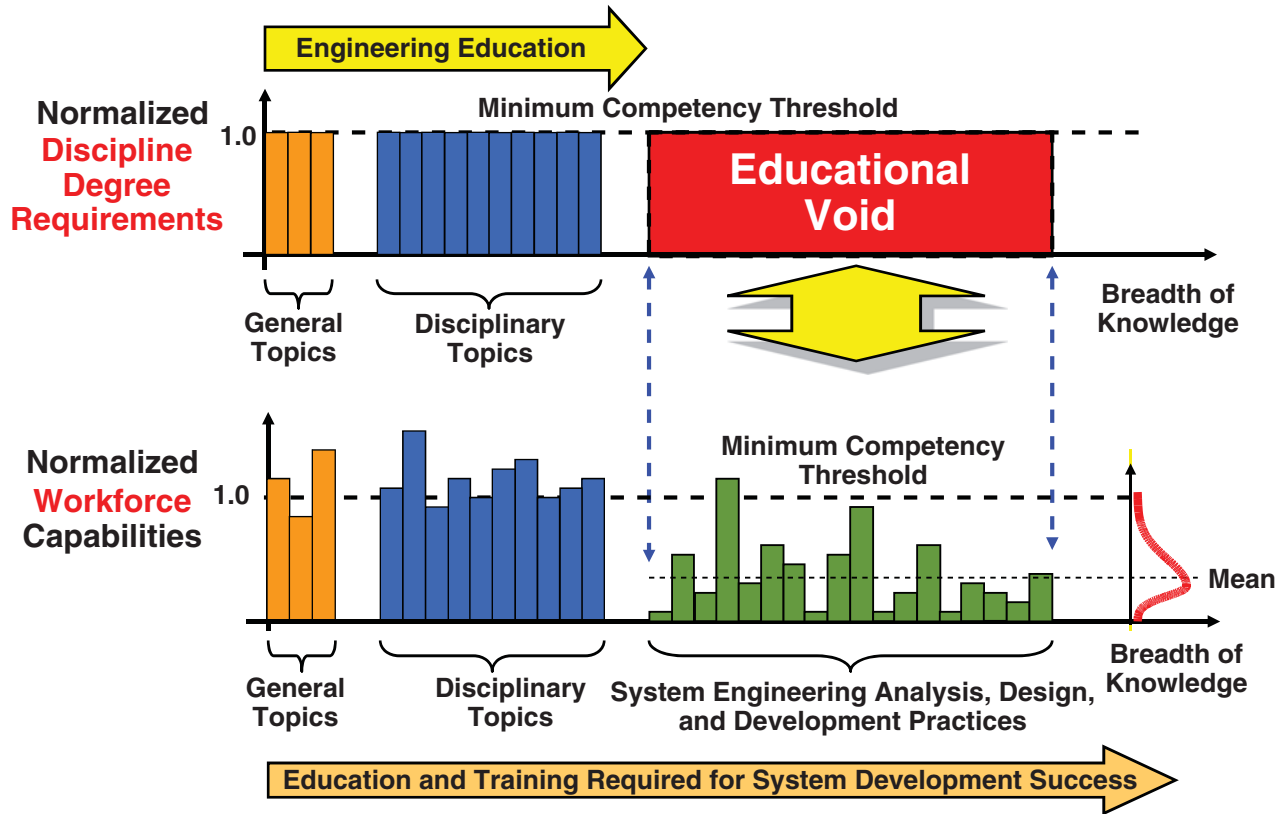 Engineering Education
Normalized
Discipline
Degree
Requirements
1.0
Minimum Competency Threshold
Educational
Void
General
Topics
Disciplinary
Topics
Breadth of
Knowledge
Normalized
Workforce
Capabilities
1.0
Minimum Competency
Threshold
Mean
General
Topics
Disciplinary
Topics
System Engineering Analysis, Design,
and Development Practices
Breadth of
Knowledge
Education and Training Required for System Development Success